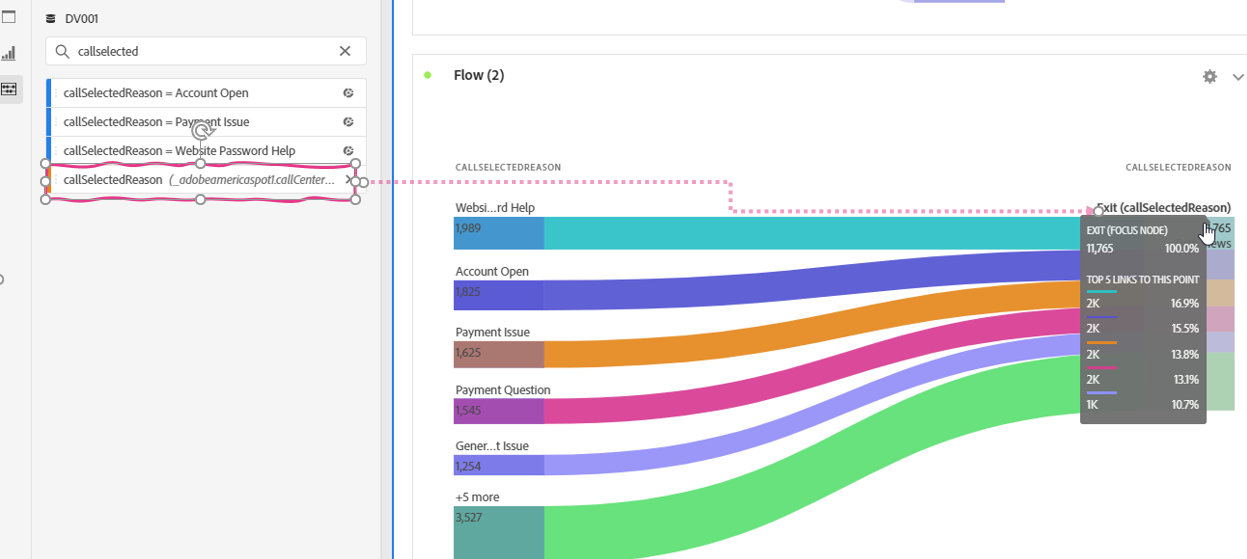 DV001
callselected
callSelectedReason = Account Open
callSelectedReason = Payment Issue
callSelectedReason = Website Password Help
callSelectedReason (_adobeamericaspot1.callCenter...
Flow (2)
CALLSELECTEDREASON
CALLSELECTEDREASON
Websi...rd Help
1,989
Account Open
1,825
Payment Issue
1,625
Payment Question
1,545
Gener...t Issue
1,254
+5 more
3,527
Exit (callSelectedReason)
EXIT (FOCUS NODE)
11,765 100.0%
TOP 5 LINKS TO THIS POINT
2K 16.9%
2K 15.5%
2K 13.8%
2K 13.1%
1K 10.7%